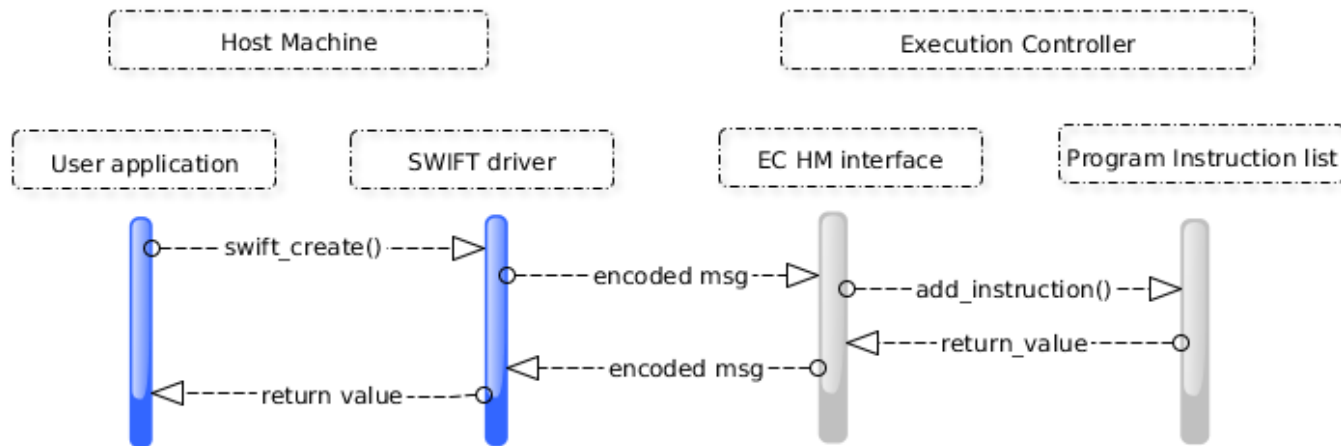 Host Machine
Execution Controller
User application
SWIFT driver
EC HM interface
Program Instruction list
swift_create()
encoded msg
add_instruction()
return_value
encoded msg
return value